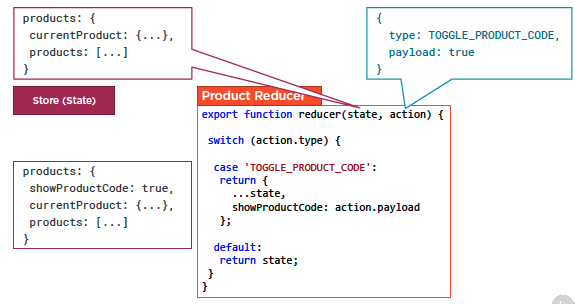 products: {
currentProduct: {...},
products: [...]
}
{
type: TOGGLE_PRODUCT_CODE,
payload: true
}
Store (State)
Product Reducer
export function reducer(state, action) {
switch (action.type) {
case 'TOGGLE_PRODUCT_CODE':
return {
...state,
showProductCode: action.payload
};
default:
return state;
}
}
products: {
showProductCode: true,
currentProduct: {...},
products: [...]
}